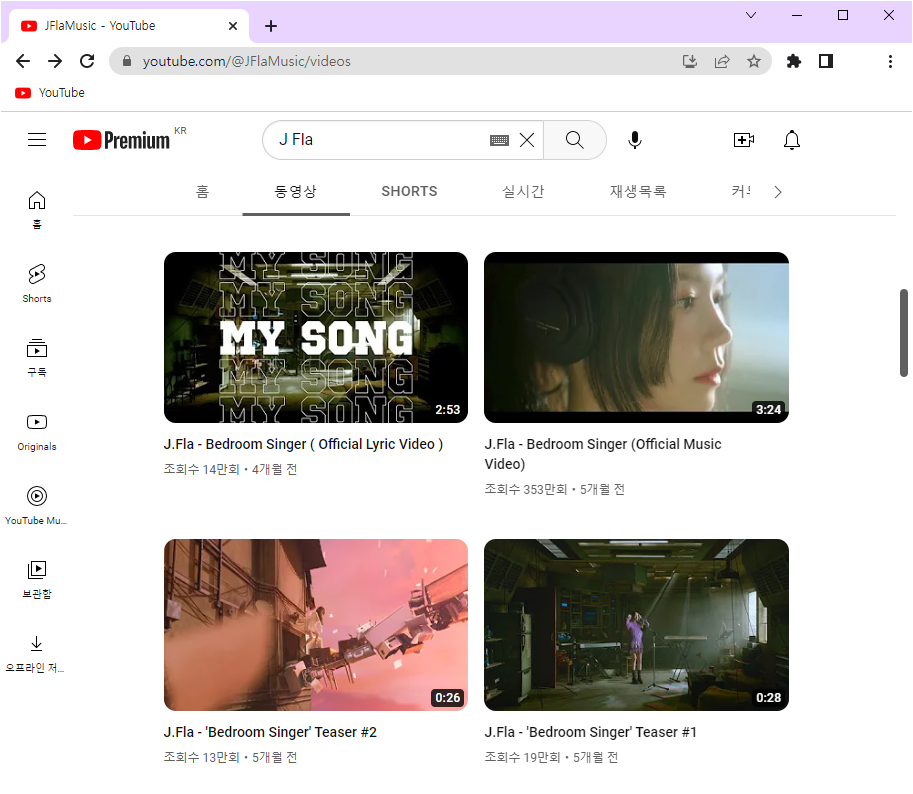 JFlaMusic - YouTube
youtube.com/@JFlaMusic/videos
YouTube
Premium KR
J Fla
홈
동영상
SHORTS
실시간
재생목록
홈
Shorts
구독
Originals
YouTube Mu...
보관함
오프라인 저...
MY SONG
MY SONG
MY SONG
MY SONG
MY SONG
2:53
J.Fla - Bedroom Singer ( Official Lyric Video )
조회수 14만회・4개월 전
3:24
J.Fla - Bedroom Singer (Official Music
Video)
조회수 353만회・5개월 전
0:26
J.Fla - 'Bedroom Singer' Teaser #2
조회수 13만회・5개월 전
0:28
J.Fla - 'Bedroom Singer' Teaser #1
조회수 19만회・5개월 전